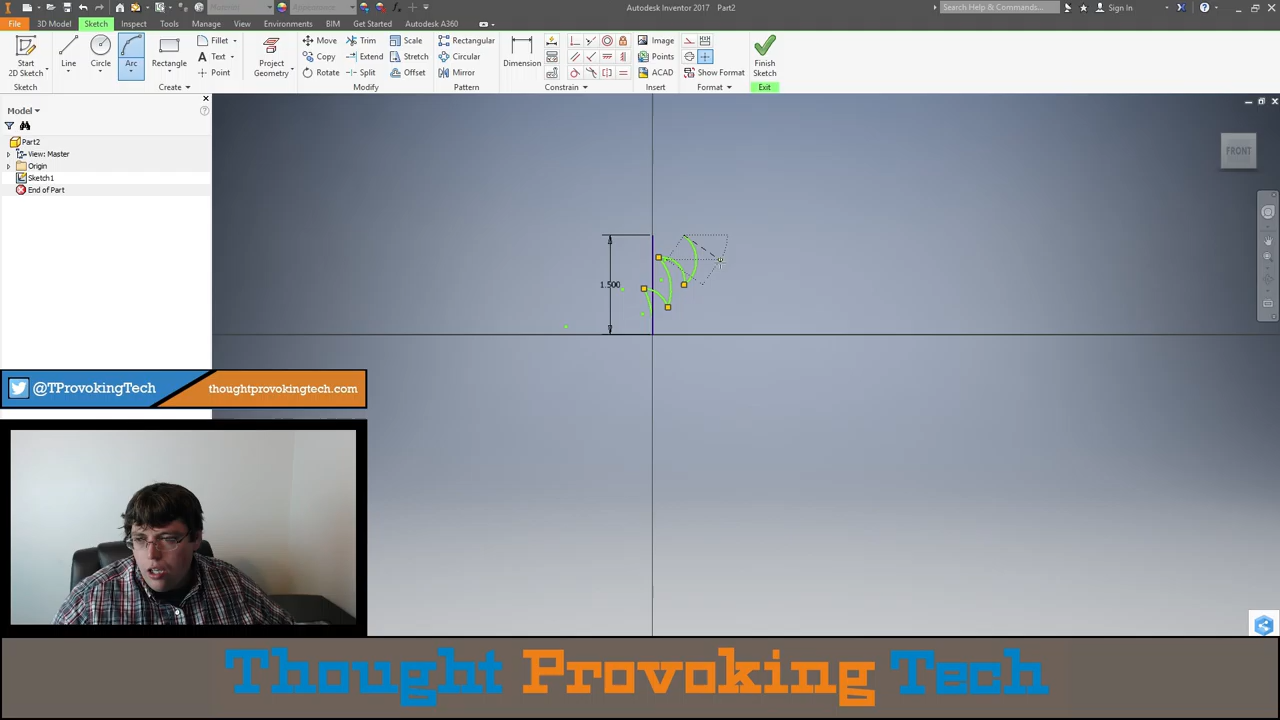 Materials
Appearance
Autodesk Inventor 2017 Part2
Search Help & Commands...
Sign In
File
3D Model
Sketch
Inspect
Tools
Manage
View
Environments
BIM
Get Started
Autodesk A360
Start
2D Sketch
Line
Circle
Arc
Rectangle
Fillet
Text
Point
Project
Geometry
Move
Copy
Rotate
Trim
Extend
Split
Scale
Stretch
Offset
Rectangular
Circular
Mirror
Dimension
Image
Points
ACAD
Show Format
Finish
Sketch
Sketch
Create
Modify
Pattern
Constrain
Insert
Format
Exit
Model
Part2
View: Master
Origin
Sketch1
End of Part
FRONT
1.500
@TProvokingTech
thoughtprovokingtech.com
Thought Provoking Tech